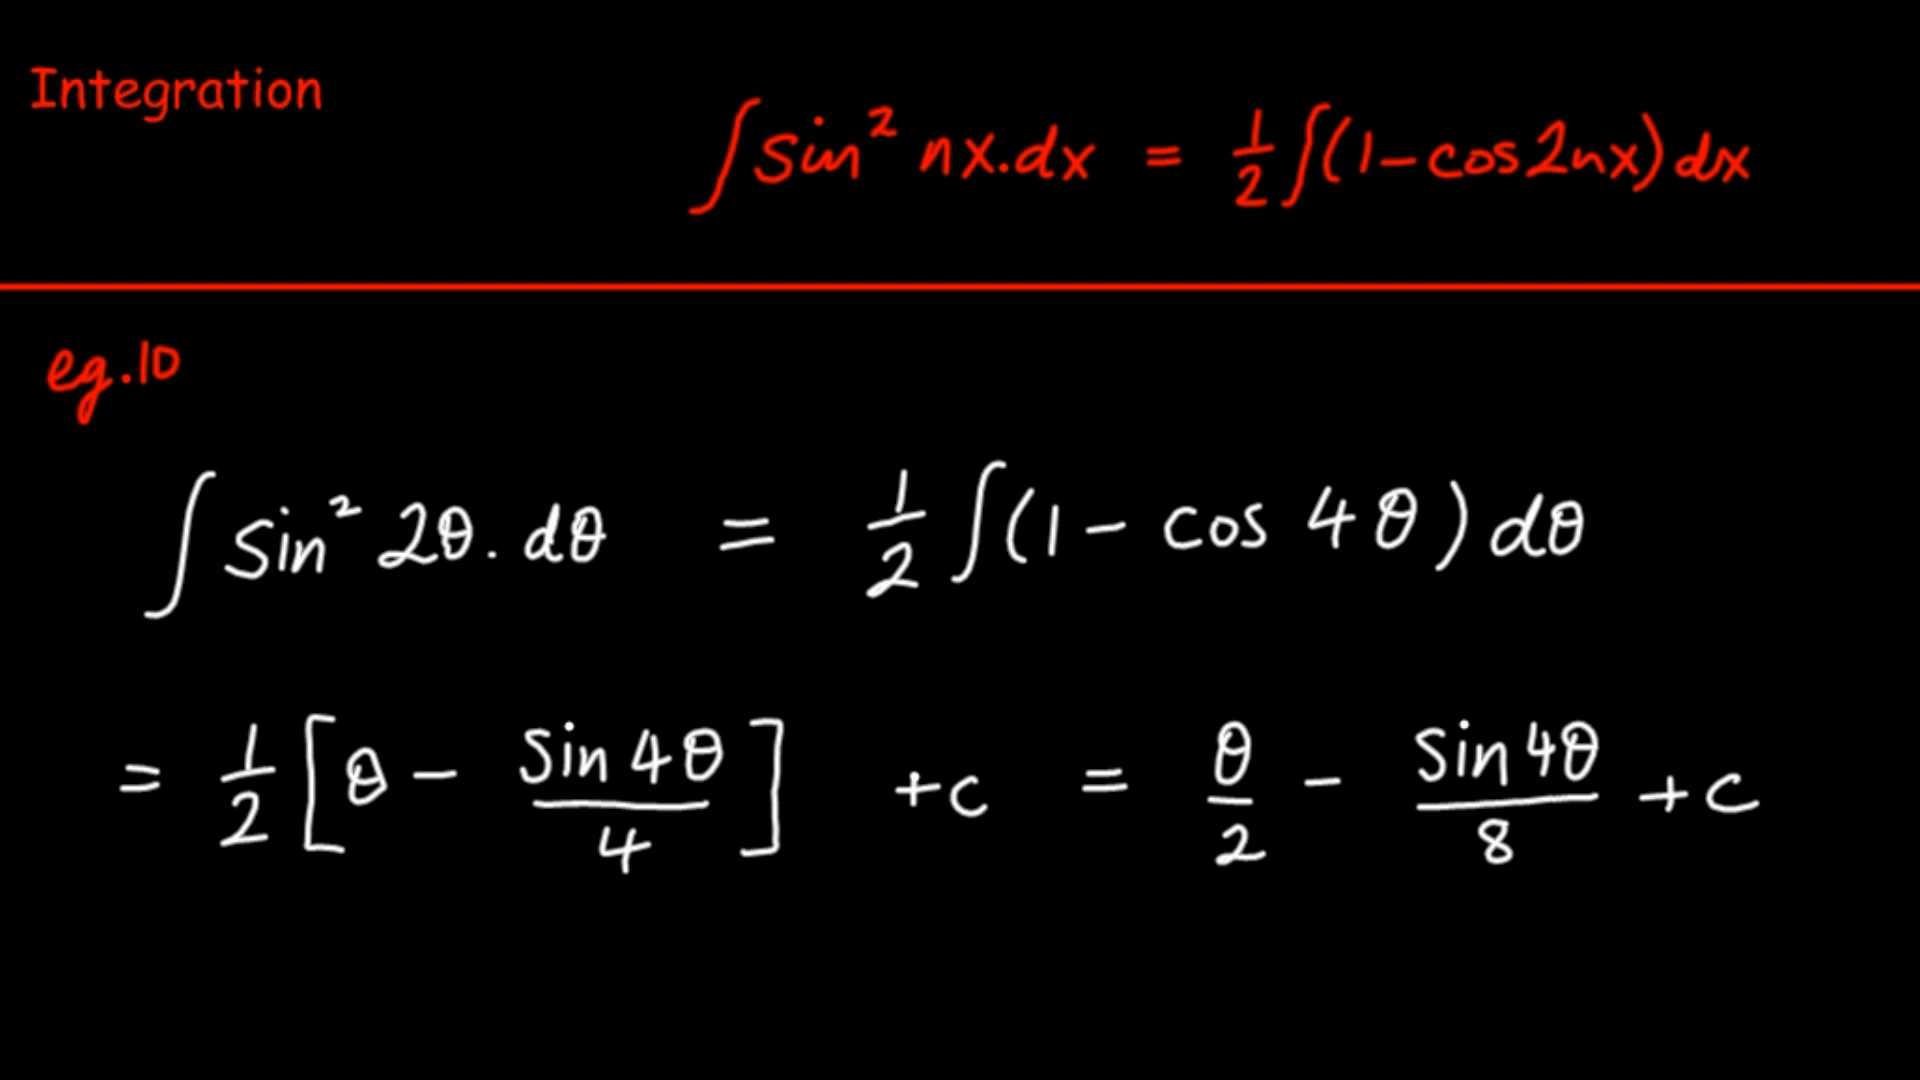 Integration
∫sin² nx.dx = 1/2 ∫(1-cos2nx)dx
eg.10
∫sin² 2θ. dθ = 1/2 ∫(1 - cos 4θ)dθ
= 1/2 [θ - sin 4θ/4] +c = θ/2 - sin 4θ/8 + c